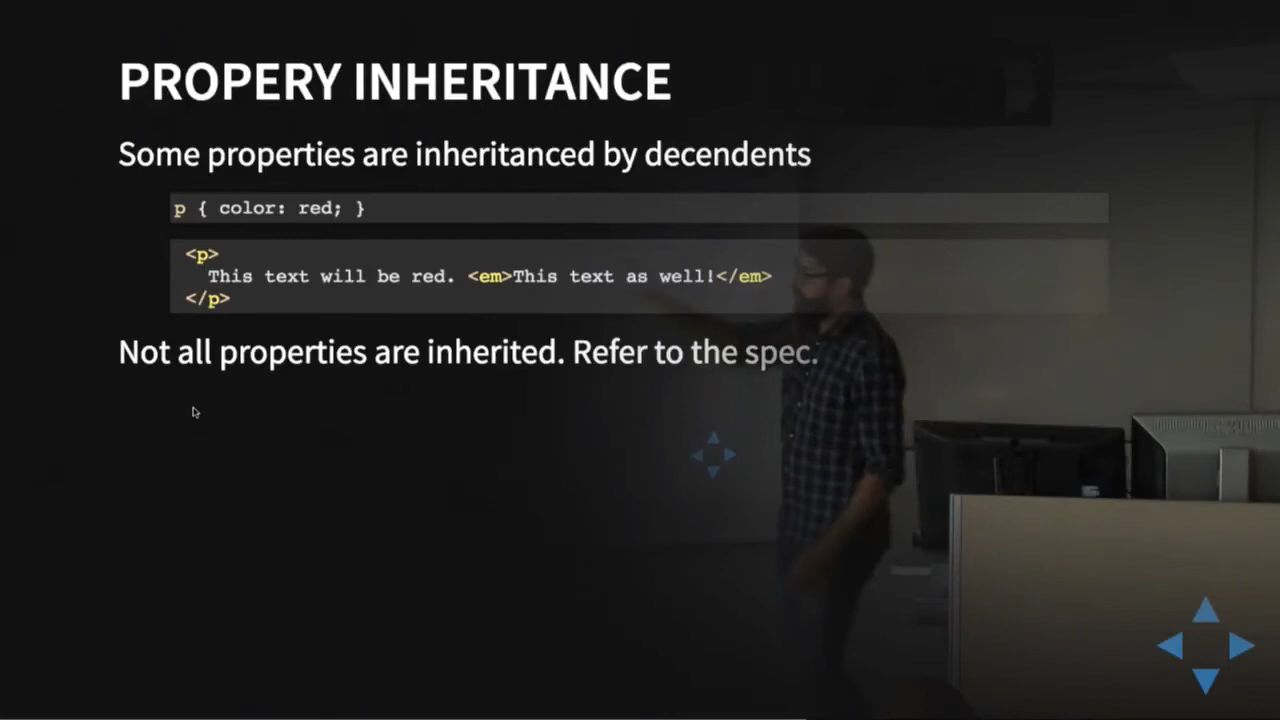 PROPERY INHERITANCE
Some properties are inheritanced by decendents
p { color: red; }
<p>
This text will be red. <em>This text as well!</em>
</p>
Not all properties are inherited. Refer to the spec.